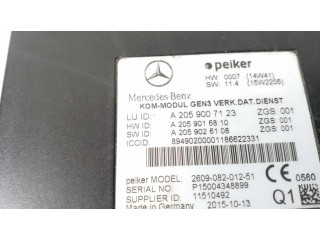 peiker
HW: 0007 (14W41)
SW: 11.4 (15W2205)
Mercedes-Benz
KOM-MODUL GEN3 VERK.DAT.DIENST
LU ID: A 205 900 71 23 ZGS 001
HW ID: A 205 901 68 10 ZGS: 001
SW ID: A 205 902 61 08 ZGS: 001
ICCID: 89490200001186622331
peiker MODEL: 2609-082-012-51 CE 0560
SERIAL NO: P15004348899
SUPPLIER NO: 11510492 Q1
Made in Germany 2015-10-13